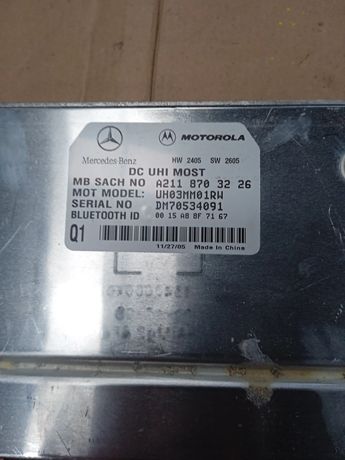 MOTOROLA
Mercedes-Benz HW 2405 SW 2605
DC UHI MOST
MB SACH NO A211 870 32 26
MOT MODEL: UH03MM01RW
SERIAL NO DM70534091
BLUETOOTH ID 00 15 A8 8F 71 67
Q1 11/27/05 Made In China